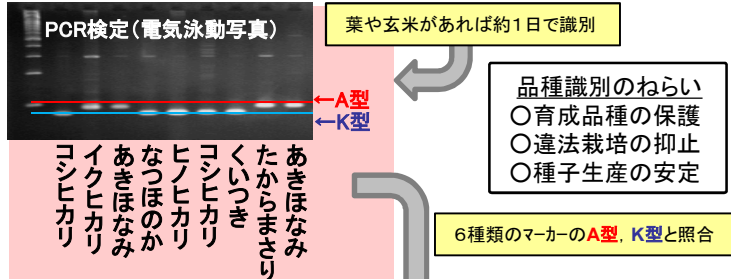 PCR検定（電気泳動写真）
葉や玄米があれば約１日で識別
←A型
←K型
コシヒカリ
イクヒカリ
あきほなみ
なつほのか
ヒノヒカリ
コシヒカリ
くいつき
たからまさり
あきほなみ
品種識別のねらい
○育成品種の保護
○違法栽培の抑止
○種子生産の安定
６種類のマーカーのA型，K型と照合